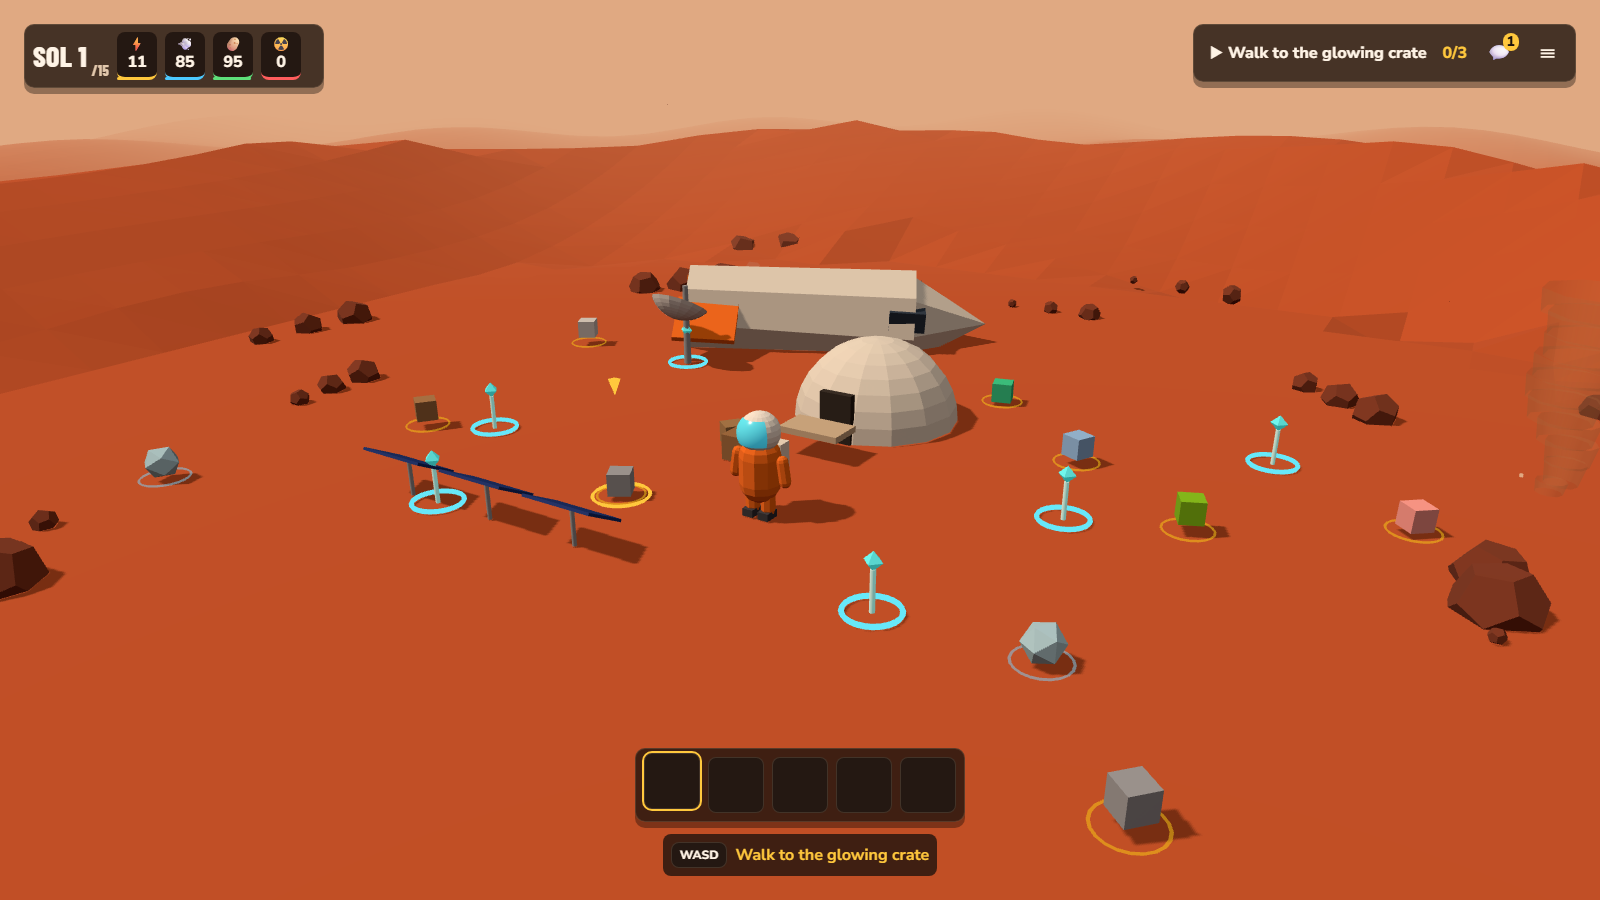 SOL 1 /15
11
85
95
0
▶ Walk to the glowing crate 0/3
1
WASD Walk to the glowing crate